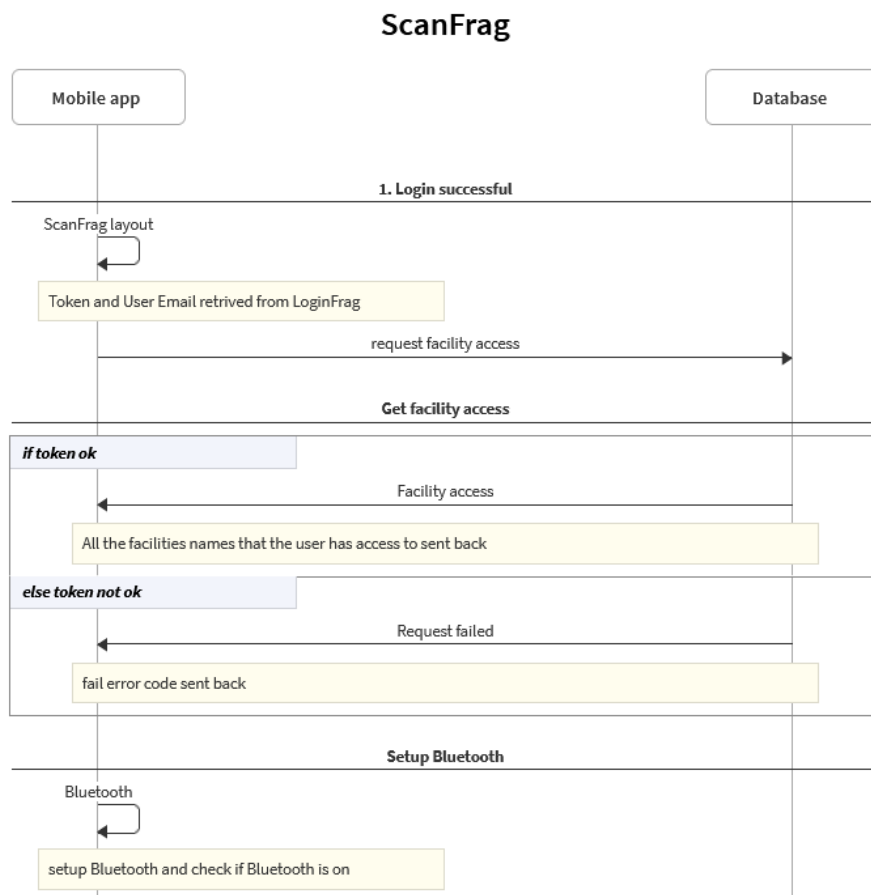 ScanFrag
Mobile app
Database
1. Login successful
ScanFrag layout
Token and User Email retrived from LoginFrag
request facility access
Get facility access
if token ok
Facility access
All the facilities names that the user has access to sent back
else token not ok
Request failed
fail error code sent back
Setup Bluetooth
Bluetooth
setup Bluetooth and check if Bluetooth is on